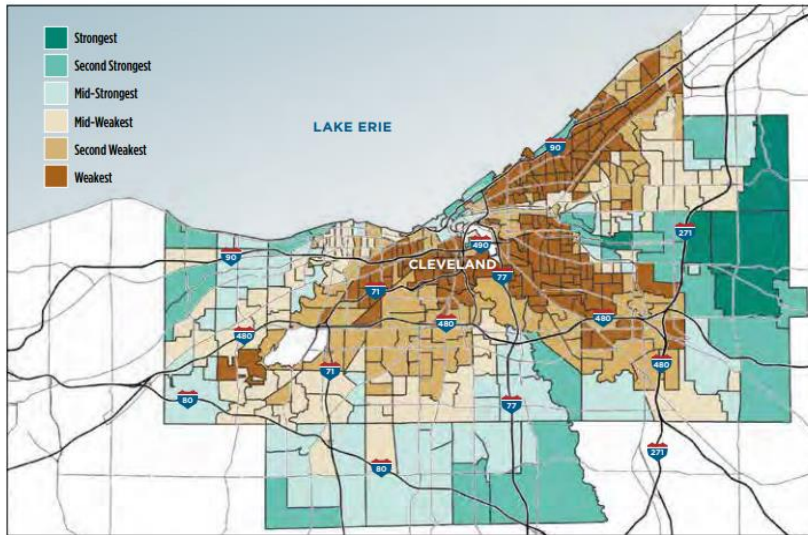 Strongest
Second Strongest
Mid-Strongest
Mid-Weakest
Second Weakest
Weakest
LAKE ERIE
90
271
490
90
CLEVELAND
77
71
480
480
480
71
480
80
77
80
271